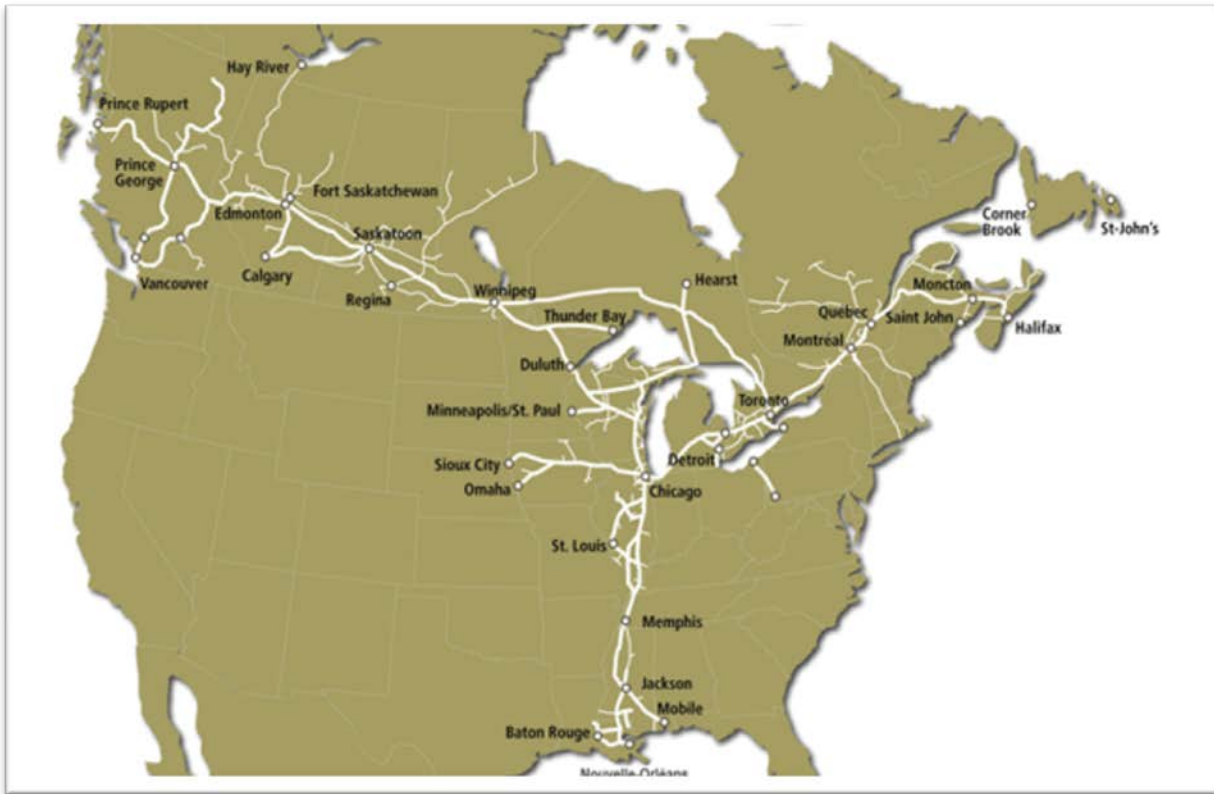 Hay River
Prince Rupert
Prince
George
Fort Saskatchewan
Edmonton
Saskatoon
Calgary
Vancouver
Regina
Winnipeg
Hearst
Thunder Bay
Duluth
Minneapolis/St. Paul
Sioux City
Omaha
Chicago
Detroit
Toronto
Montréal
Québec
Saint John
Moncton
Halifax
Corner
Brook
St-John's
St. Louis
Memphis
Jackson
Mobile
Baton Rouge
Nouvelle-Orléans